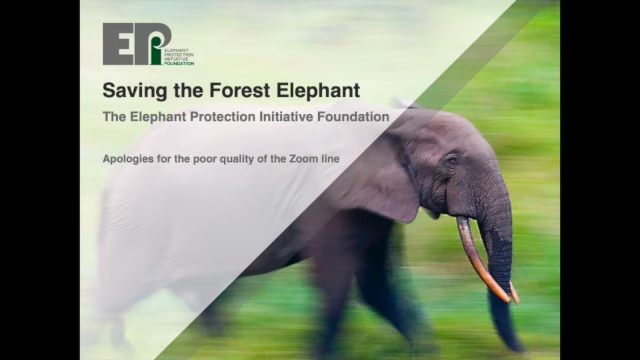 EPi
ELEPHANT
PROTECTION
INITIATIVE
FOUNDATION
Saving the Forest Elephant
The Elephant Protection Initiative Foundation
Apologies for the poor quality of the Zoom line